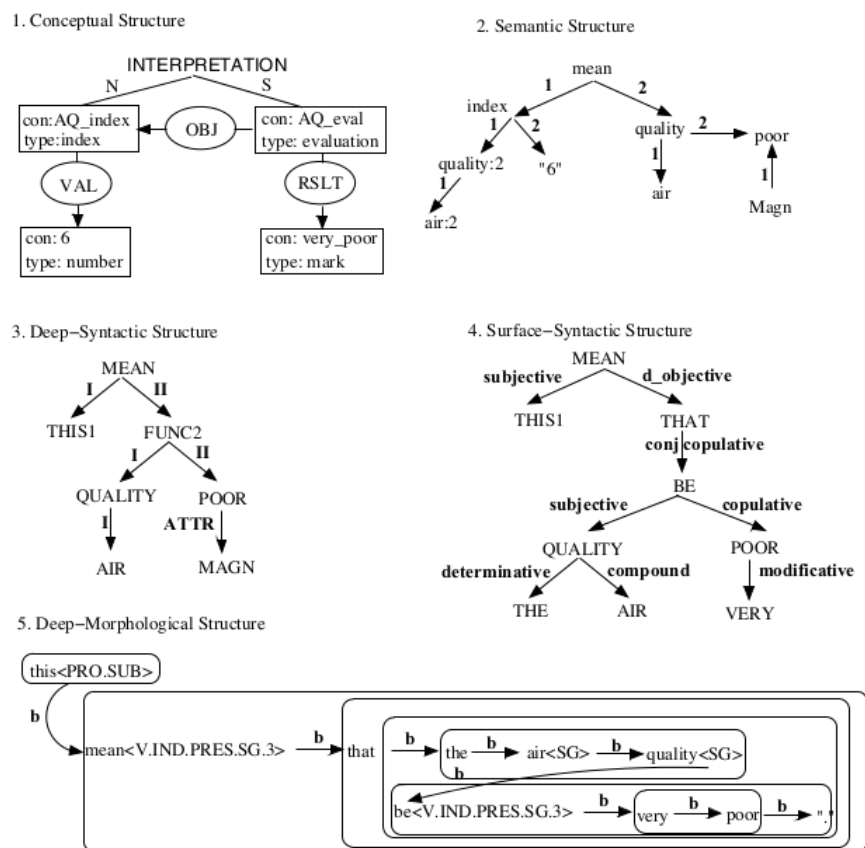 1. Conceptual Structure
INTERPRETATION
N
S
con:AQ_index
type:index
OBJ
con: AQ_eval
type: evaluation
VAL
RSLT
con: 6
type: number
con: very_poor
type: mark
2. Semantic Structure
mean
1
2
index
1
2
quality
2
poor
quality:2
"6"
1
1
1
air
Magn
air:2
3. Deep-Syntactic Structure
MEAN
I
II
THIS1
FUNC2
I
II
QUALITY
POOR
I
ATTR
AIR
MAGN
4. Surface-Syntactic Structure
MEAN
subjective
d_objective
THIS1
THAT
conj copulative
BE
subjective
copulative
QUALITY
POOR
determinative
compound
modificative
THE
AIR
VERY
5. Deep-Morphological Structure
this<PRO.SUB>
b
mean<V.IND.PRES.SG.3>
b
that
b
the
b
air<SG>
b
quality<SG>
b
be<V.IND.PRES.SG.3>
b
very
b
poor
b
"."